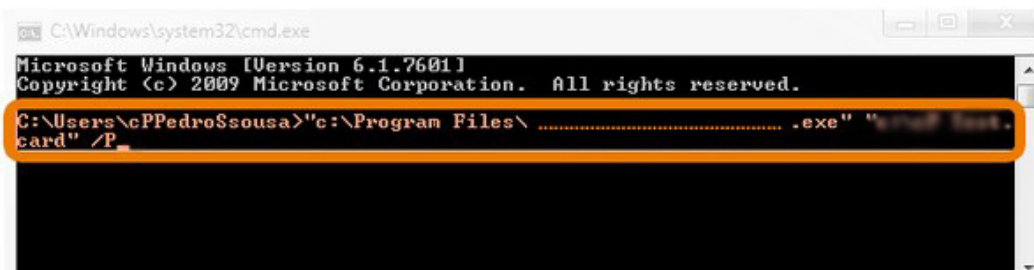 C:\Windows\system32\cmd.exe
Microsoft Windows [Version 6.1.7601]
Copyright (c) 2009 Microsoft Corporation.  All rights reserved.
C:\Users\cPPedroSsousa>"c:\Program Files\ ........................................ .exe" "
card" /P_